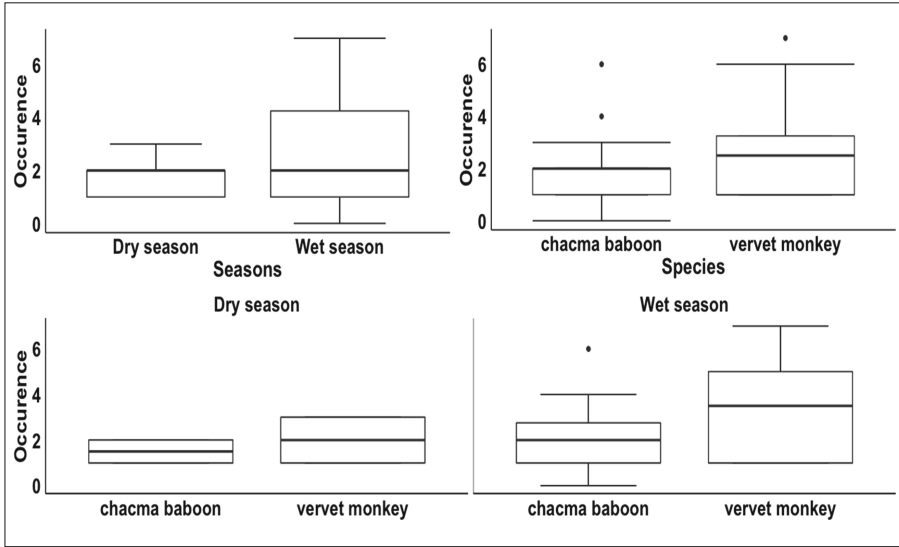 Occurence
6
4
2
0
Dry season Wet season
Seasons
Occurence
6
4
2
0
chacma baboon vervet monkey
Species
Dry season
Occurence
6
4
2
0
chacma baboon vervet monkey
Wet season
chacma baboon vervet monkey